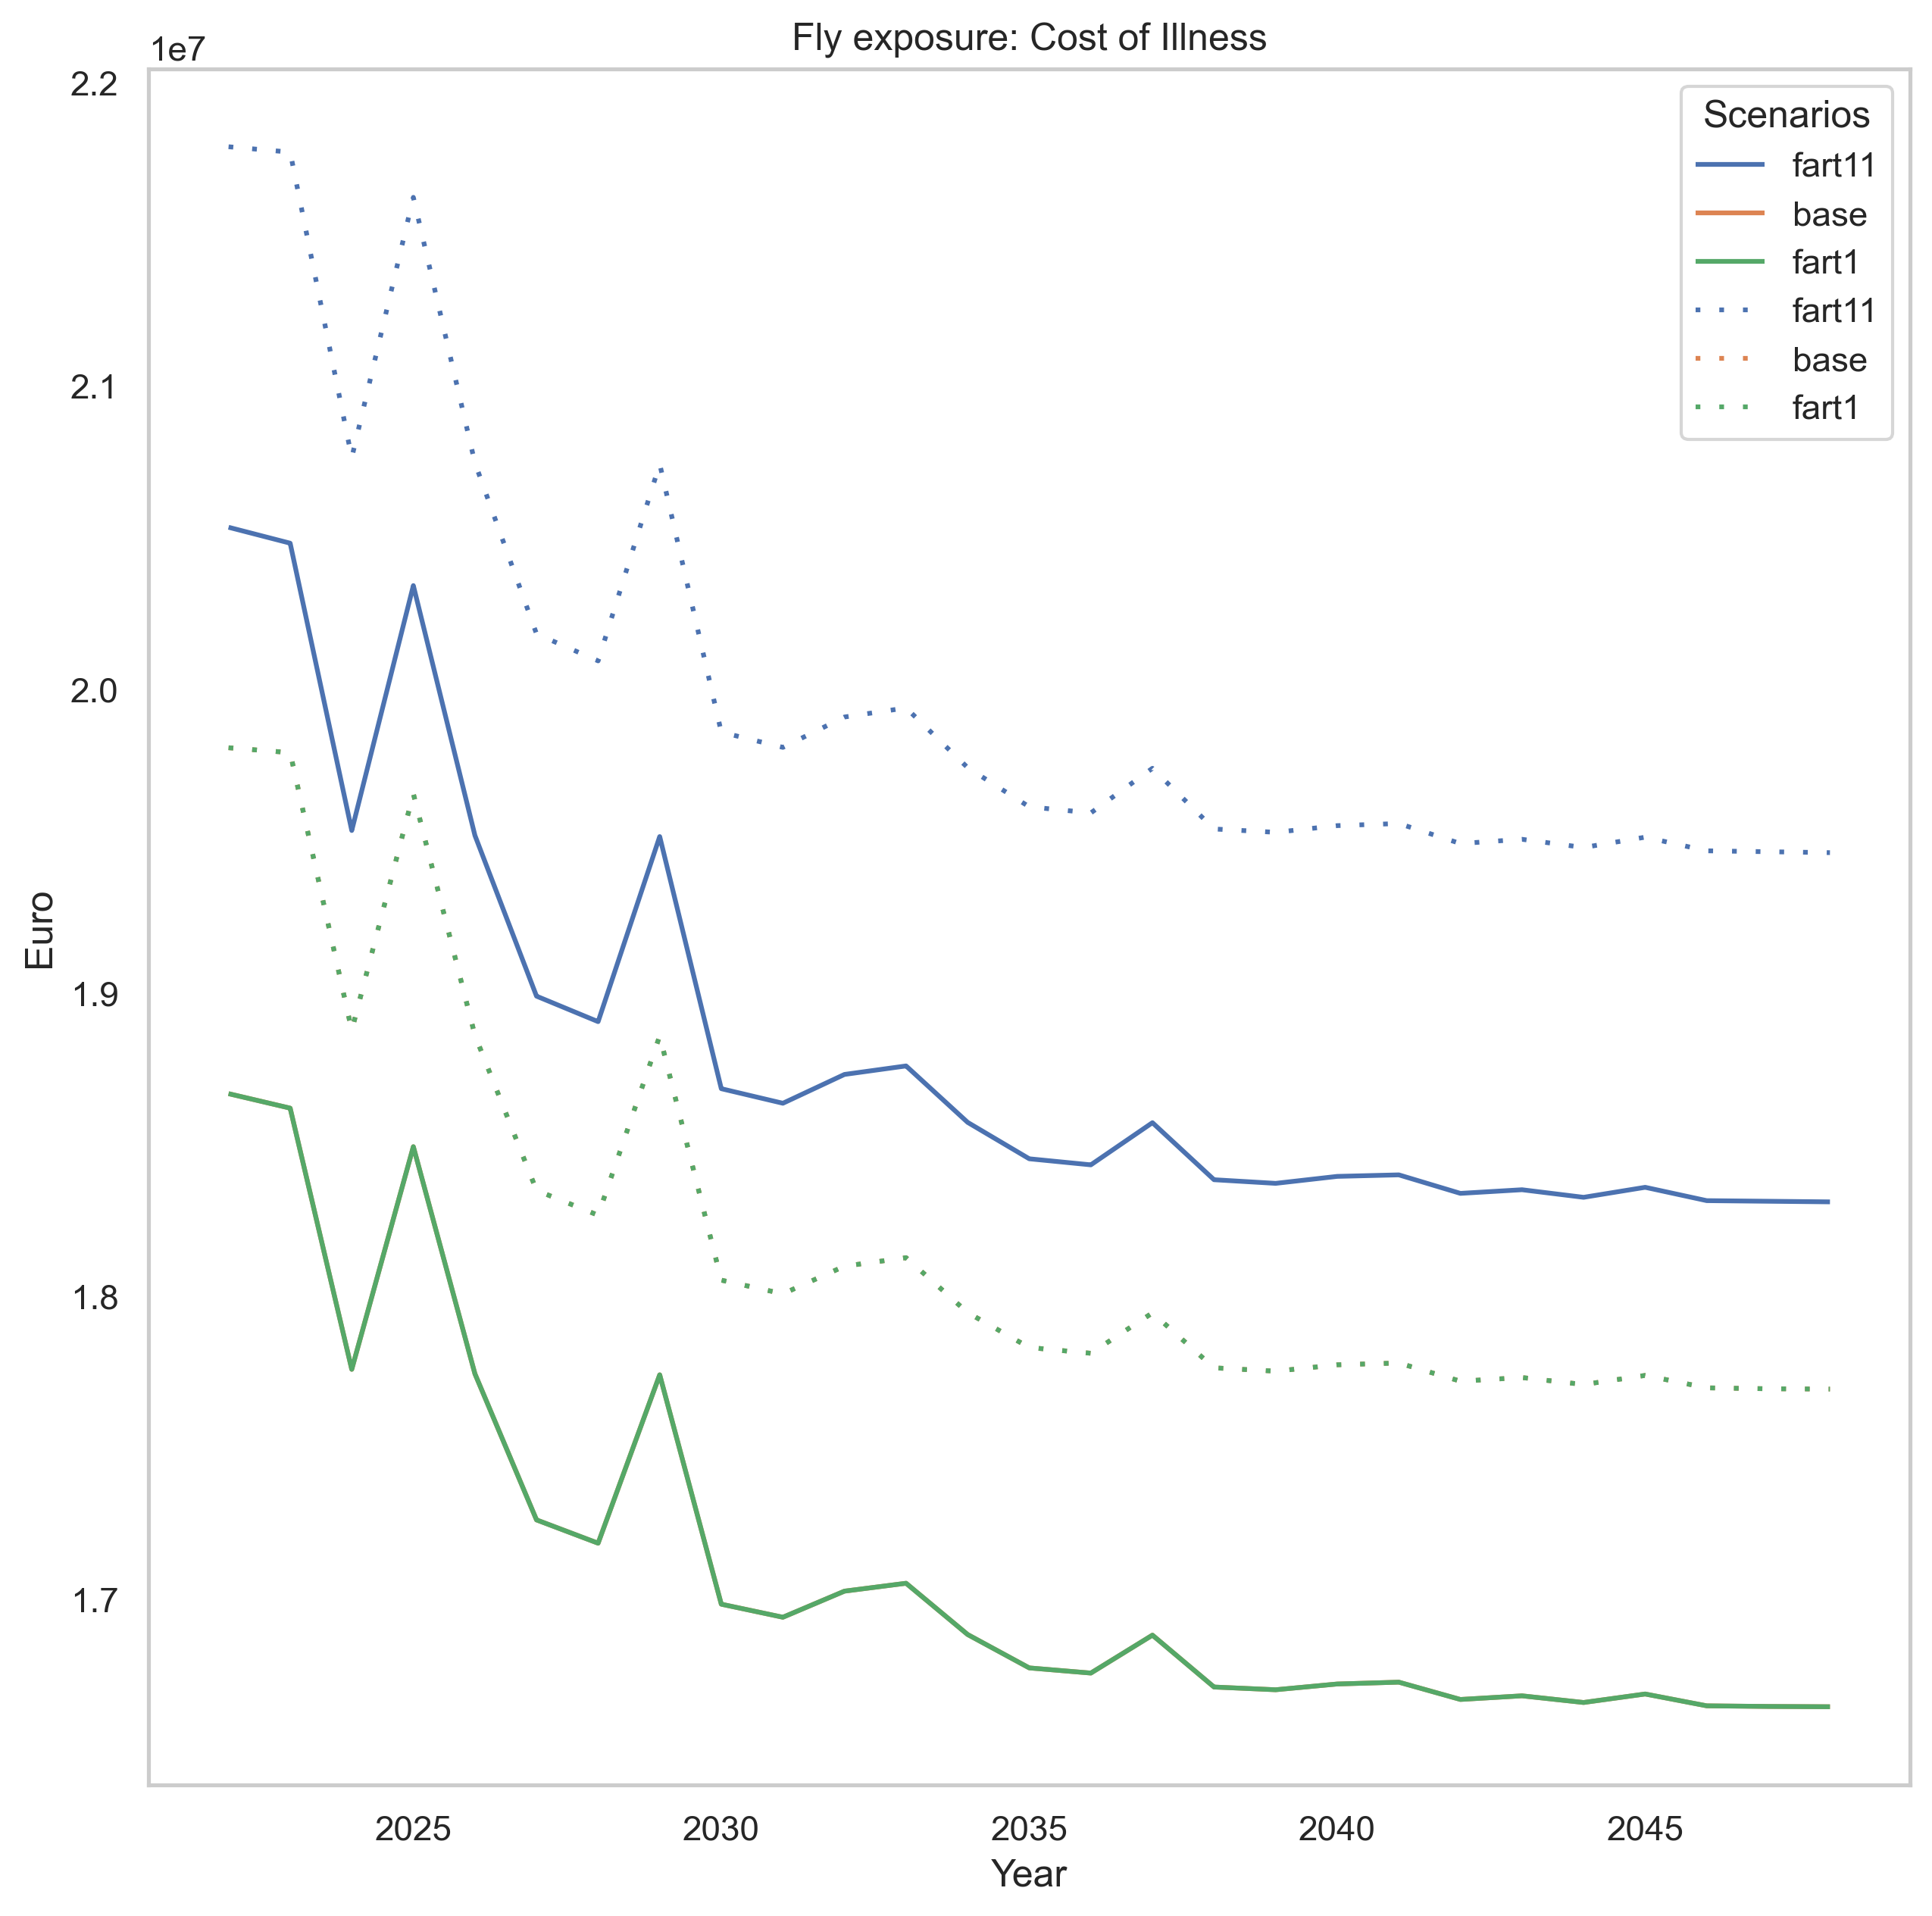 Fly exposure: Cost of Illness
1e7
2.2
2.1
2.0
1.9
1.8
1.7
Euro
Scenarios
fart11
base
fart1
fart11
base
fart1
2025
2030
2035
2040
2045
Year